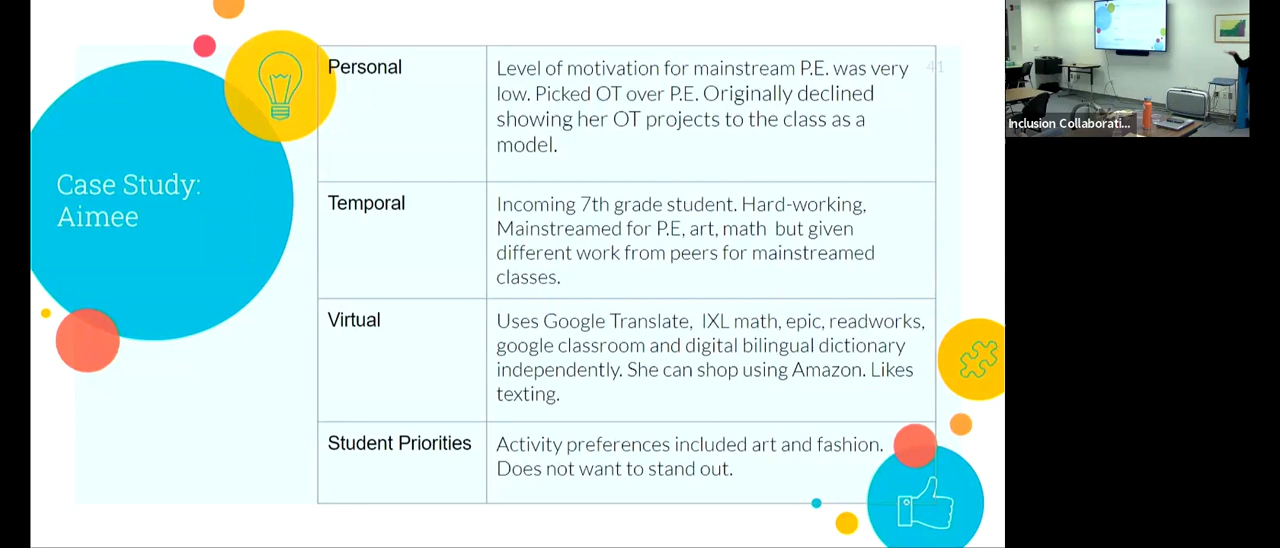 Case Study:
Aimee
41
Personal
Level of motivation for mainstream P.E. was very
low. Picked OT over P.E. Originally declined
showing her OT projects to the class as a
model.
Temporal
Incoming 7th grade student. Hard-working,
Mainstreamed for P.E, art, math but given
different work from peers for mainstreamed
classes.
Virtual
Uses Google Translate, IXL math, epic, readworks,
google classroom and digital bilingual dictionary
independently. She can shop using Amazon. Likes
texting.
Student Priorities
Activity preferences included art and fashion.
Does not want to stand out.
Inclusion Collaborati...